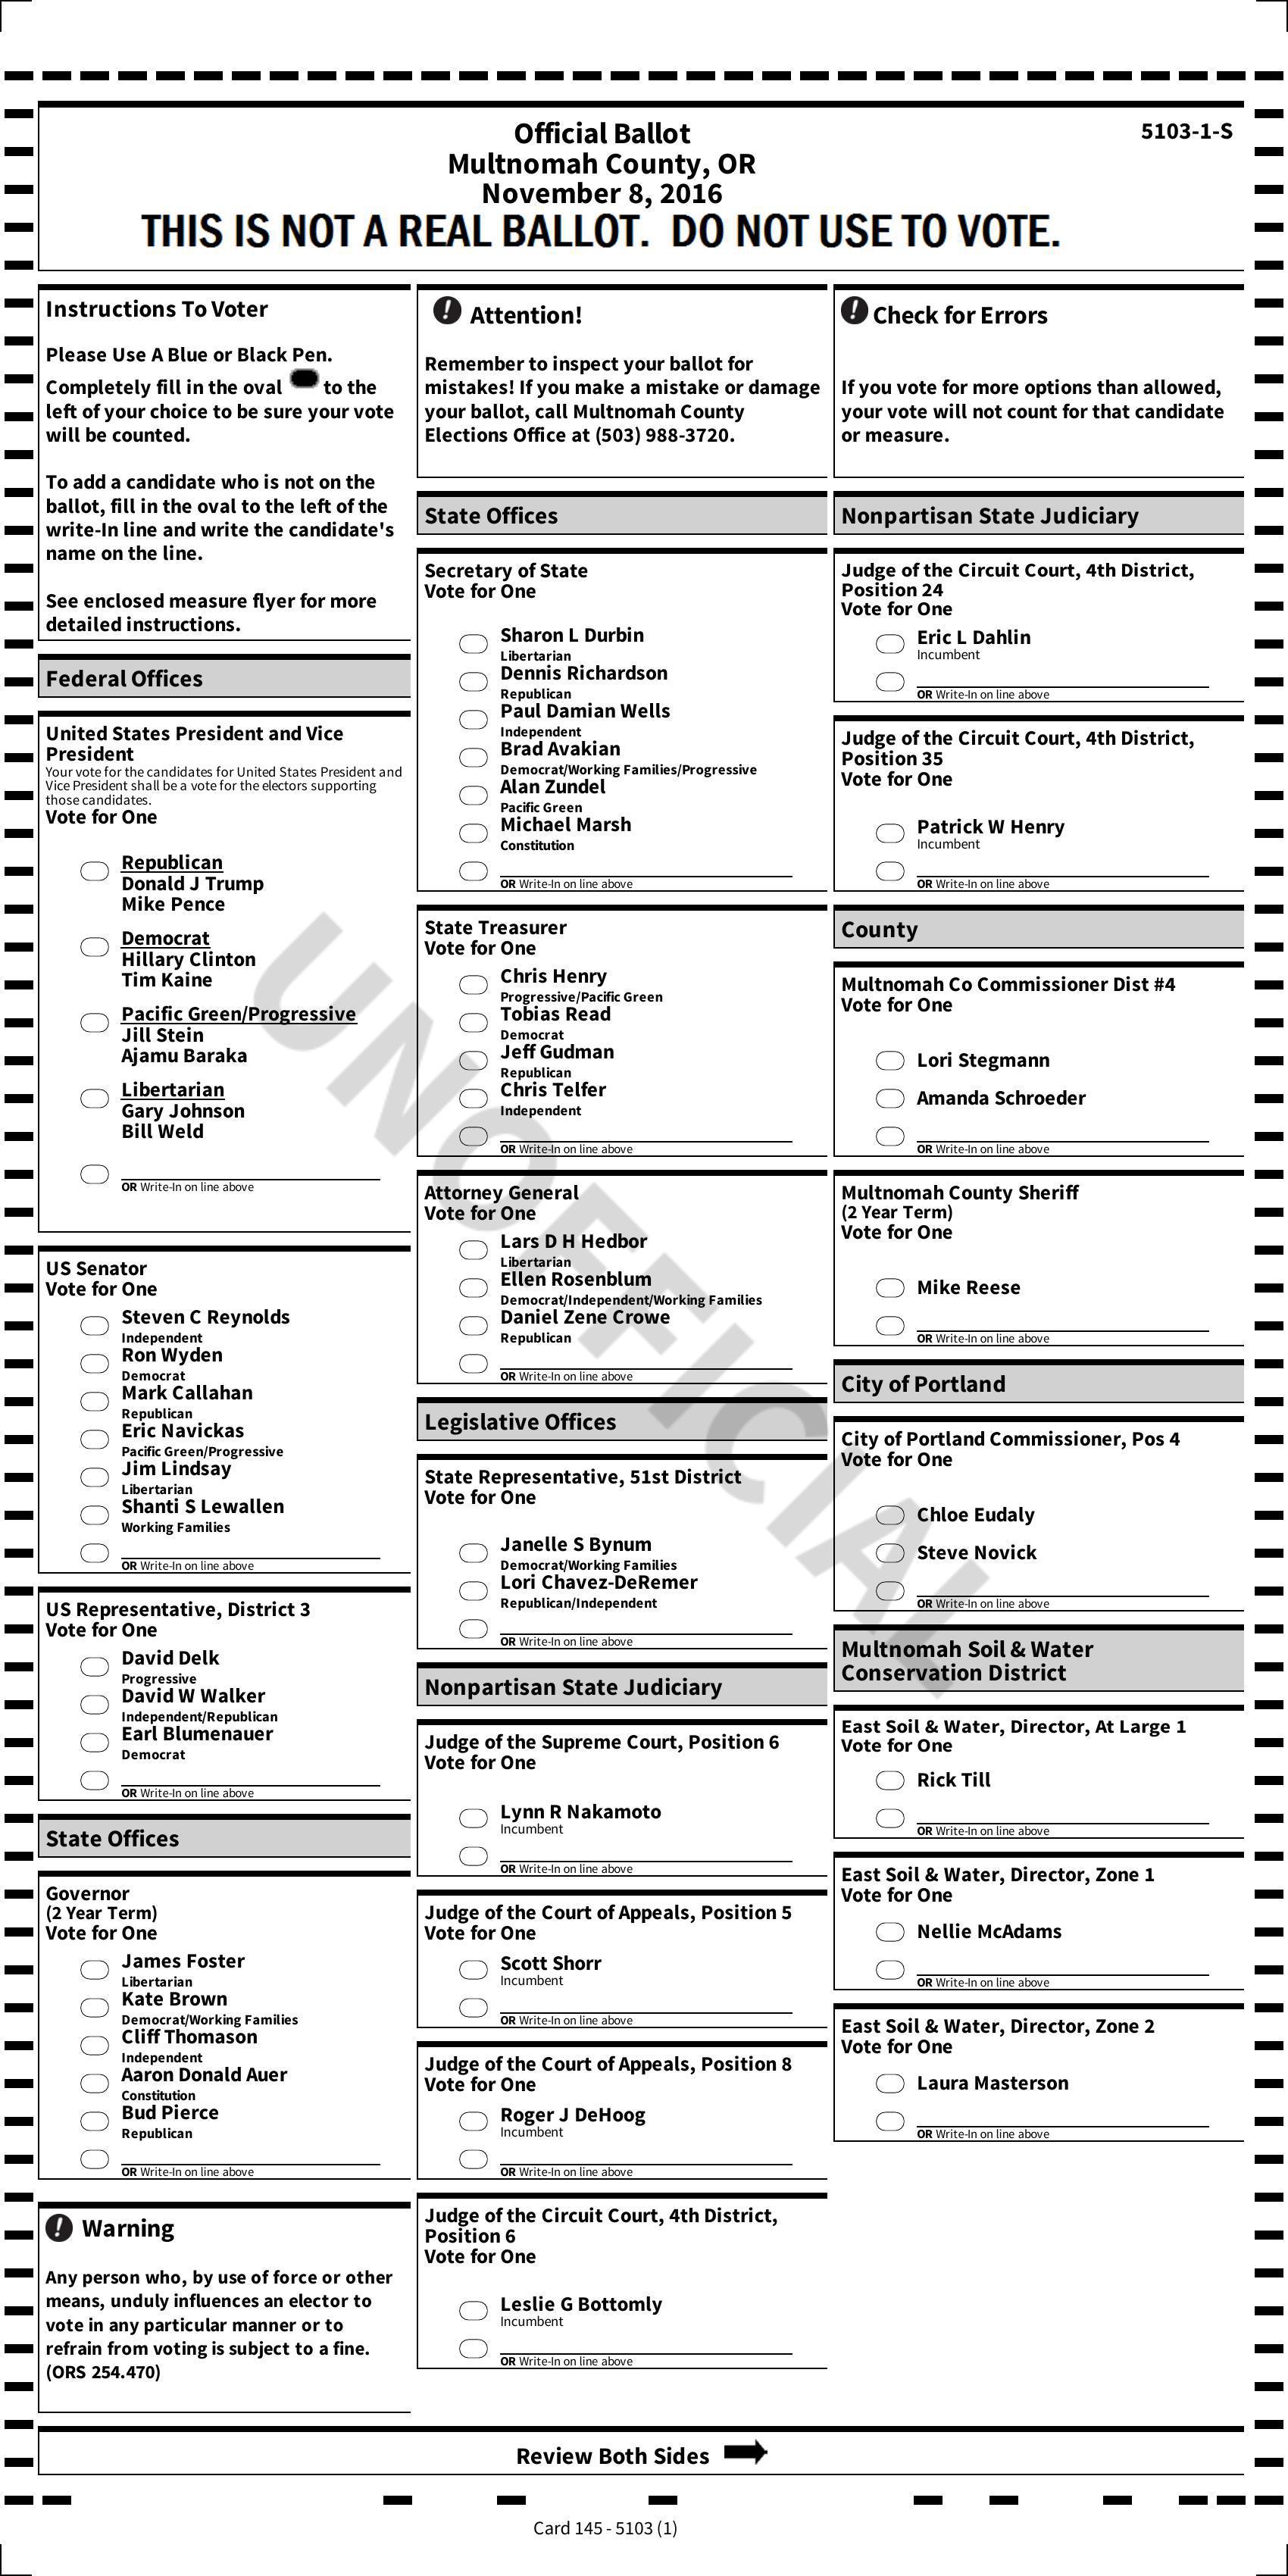 Official Ballot
Multnomah County, OR
November 8, 2016
THIS IS NOT A REAL BALLOT. DO NOT USE TO VOTE.
5103-1-S
Instructions To Voter
Please Use A Blue or Black Pen.
Completely fill in the oval to the
left of your choice to be sure your vote
will be counted.
To add a candidate who is not on the
ballot, fill in the oval to the left of the
write-In line and write the candidate's
name on the line.
See enclosed measure flyer for more
detailed instructions.
Federal Offices
United States President and Vice
President
Your vote for the candidates for United States President and
Vice President shall be a vote for the electors supporting
those candidates.
Vote for One
Republican
Donald J Trump
Mike Pence
Democrat
Hillary Clinton
Tim Kaine
Pacific Green/Progressive
Jill Stein
Ajamu Baraka
Libertarian
Gary Johnson
Bill Weld
OR Write-In on line above
US Senator
Vote for One
Steven C Reynolds
Independent
Ron Wyden
Democrat
Mark Callahan
Republican
Eric Navickas
Pacific Green/Progressive
Jim Lindsay
Libertarian
Shanti S Lewallen
Working Families
OR Write-In on line above
US Representative, District 3
Vote for One
David Delk
Progressive
David W Walker
Independent/Republican
Earl Blumenauer
Democrat
OR Write-In on line above
State Offices
Governor
(2 Year Term)
Vote for One
James Foster
Libertarian
Kate Brown
Democrat/Working Families
Cliff Thomason
Independent
Aaron Donald Auer
Constitution
Bud Pierce
Republican
OR Write-In on line above
Warning
Any person who, by use of force or other
means, unduly influences an elector to
vote in any particular manner or to
refrain from voting is subject to a fine.
(ORS 254.470)
Attention!
Remember to inspect your ballot for
mistakes! If you make a mistake or damage
your ballot, call Multnomah County
Elections Office at (503) 988-3720.
State Offices
Secretary of State
Vote for One
Sharon L Durbin
Libertarian
Dennis Richardson
Republican
Paul Damian Wells
Independent
Brad Avakian
Democrat/Working Families/Progressive
Alan Zundel
Pacific Green
Michael Marsh
Constitution
OR Write-In on line above
State Treasurer
Vote for One
Chris Henry
Progressive/Pacific Green
Tobias Read
Democrat
Jeff Gudman
Republican
Chris Telfer
Independent
OR Write-In on line above
Attorney General
Vote for One
Lars D H Hedbor
Libertarian
Ellen Rosenblum
Democrat/Independent/Working Families
Daniel Zene Crowe
Republican
OR Write-In on line above
Legislative Offices
State Representative, 51st District
Vote for One
Janelle S Bynum
Democrat/Working Families
Lori Chavez-DeRemer
Republican/Independent
OR Write-In on line above
Nonpartisan State Judiciary
Judge of the Supreme Court, Position 6
Vote for One
Lynn R Nakamoto
Incumbent
OR Write-In on line above
Judge of the Court of Appeals, Position 5
Vote for One
Scott Shorr
Incumbent
OR Write-In on line above
Judge of the Court of Appeals, Position 8
Vote for One
Roger J DeHoog
Incumbent
OR Write-In on line above
Judge of the Circuit Court, 4th District,
Position 6
Vote for One
Leslie G Bottomly
Incumbent
OR Write-In on line above
Check for Errors
If you vote for more options than allowed,
your vote will not count for that candidate
or measure.
Nonpartisan State Judiciary
Judge of the Circuit Court, 4th District,
Position 24
Vote for One
Eric L Dahlin
Incumbent
OR Write-In on line above
Judge of the Circuit Court, 4th District,
Position 35
Vote for One
Patrick W Henry
Incumbent
OR Write-In on line above
County
Multnomah Co Commissioner Dist #4
Vote for One
Lori Stegmann
Amanda Schroeder
OR Write-In on line above
Multnomah County Sheriff
(2 Year Term)
Vote for One
Mike Reese
OR Write-In on line above
City of Portland
City of Portland Commissioner, Pos 4
Vote for One
Chloe Eudaly
Steve Novick
OR Write-In on line above
Multnomah Soil & Water
Conservation District
East Soil & Water, Director, At Large 1
Vote for One
Rick Till
OR Write-In on line above
East Soil & Water, Director, Zone 1
Vote for One
Nellie McAdams
OR Write-In on line above
East Soil & Water, Director, Zone 2
Vote for One
Laura Masterson
OR Write-In on line above
UNOFFICIAL
Review Both Sides
Card 145 - 5103 (1)